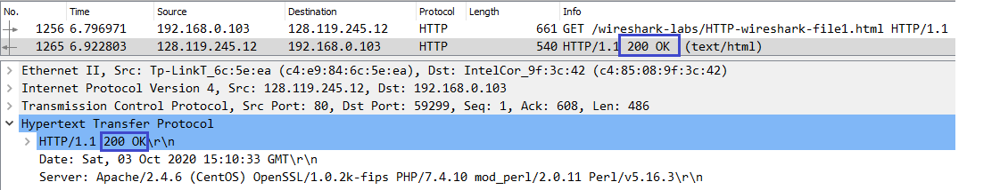 No. Time Source Destination Protocol Length Info
1256 6.796971 192.168.0.103 128.119.245.12 HTTP 661 GET /wireshark-labs/HTTP-wireshark-file1.html HTTP/1.1
1265 6.922803 128.119.245.12 192.168.0.103 HTTP 540 HTTP/1.1 200 OK (text/html)
Ethernet II, Src: Tp-LinkT_6c:5e:ea (c4:e9:84:6c:5e:ea), Dst: IntelCor_9f:3c:42 (c4:85:08:9f:3c:42)
Internet Protocol Version 4, Src: 128.119.245.12, Dst: 192.168.0.103
Transmission Control Protocol, Src Port: 80, Dst Port: 59299, Seq: 1, Ack: 608, Len: 486
Hypertext Transfer Protocol
HTTP/1.1 200 OK\r\n
Date: Sat, 03 Oct 2020 15:10:33 GMT\r\n
Server: Apache/2.4.6 (CentOS) OpenSSL/1.0.2k-fips PHP/7.4.10 mod_perl/2.0.11 Perl/v5.16.3\r\n